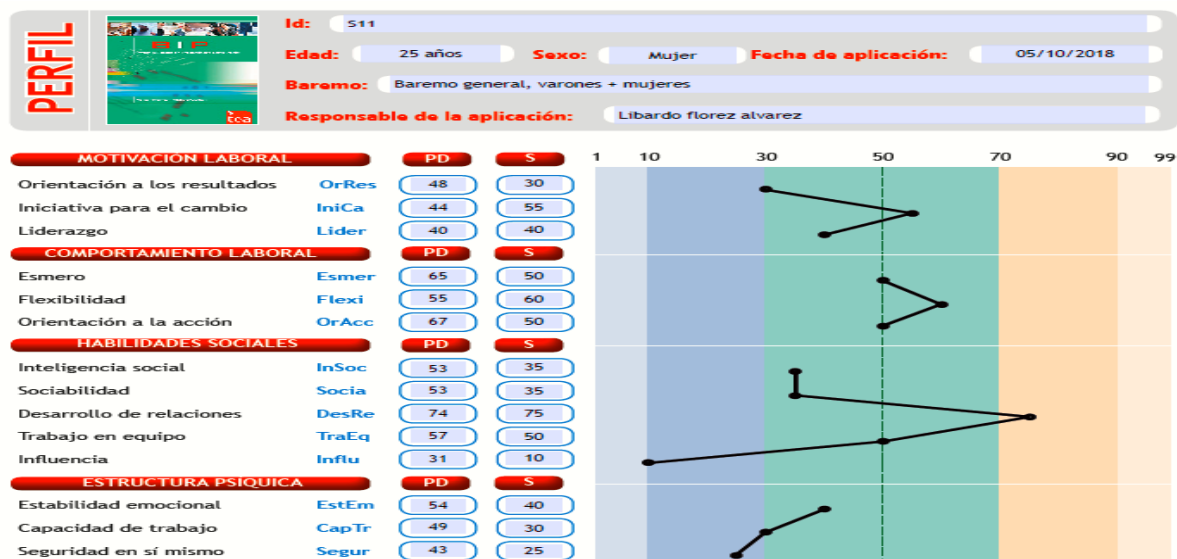 PERFIL
Id: S11
Edad: 25 años Sexo: Mujer Fecha de aplicación: 05/10/2018
Baremo: Baremo general, varones + mujeres
Responsable de la aplicación: Libardo florez alvarez
tea
MOTIVACIÓN LABORAL PD S 1 10 30 50 70 90 99
Orientación a los resultados OrRes 48 30
Iniciativa para el cambio IniCa 44 55
Liderazgo Lider 40 40
COMPORTAMIENTO LABORAL PD S
Esmero Esmer 65 50
Flexibilidad Flexi 55 60
Orientación a la acción OrAcc 67 50
HABILIDADES SOCIALES PD S
Inteligencia social InSoc 53 35
Sociabilidad Socia 53 35
Desarrollo de relaciones DesRe 74 75
Trabajo en equipo TraEq 57 50
Influencia Influ 31 10
ESTRUCTURA PSÍQUICA PD S
Estabilidad emocional EstEm 54 40
Capacidad de trabajo CapTr 49 30
Seguridad en sí mismo Segur 43 25